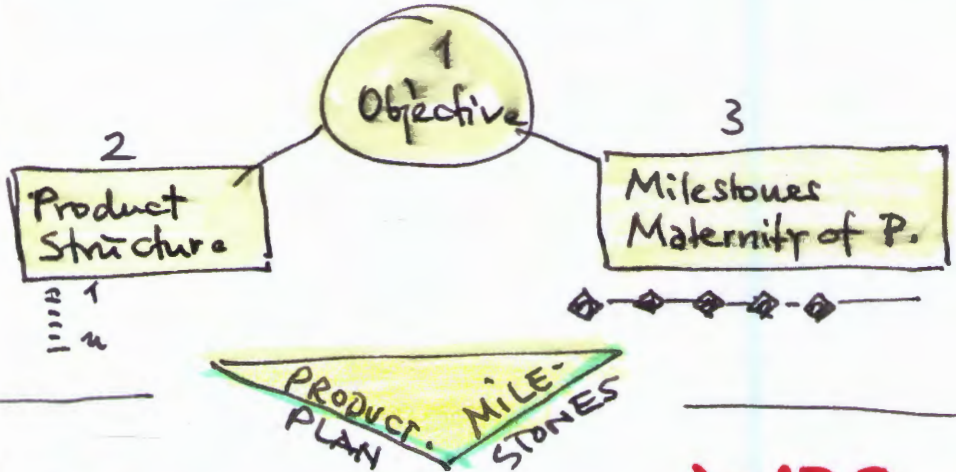 1
Objective
2
Product
Structure
1
n
3
Milestones
Maternity of P.
PRODUCT.
PLAN
MILE-
STONES